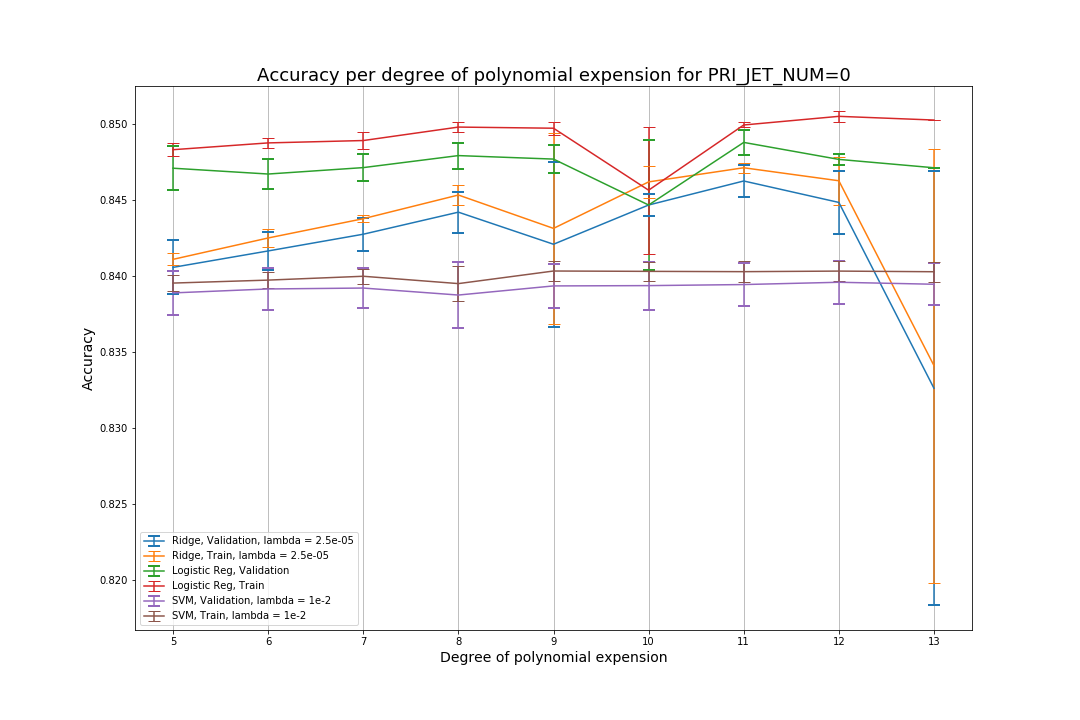 Accuracy per degree of polynomial expension for PRI_JET_NUM=0
0.850
0.845
0.840
0.835
0.830
0.825
0.820
Accuracy
Ridge, Validation, lambda = 2.5e-05
Ridge, Train, lambda = 2.5e-05
Logistic Reg, Validation
Logistic Reg, Train
SVM, Validation, lambda = 1e-2
SVM, Train, lambda = 1e-2
5 6 7 8 9 10 11 12 13
Degree of polynomial expension